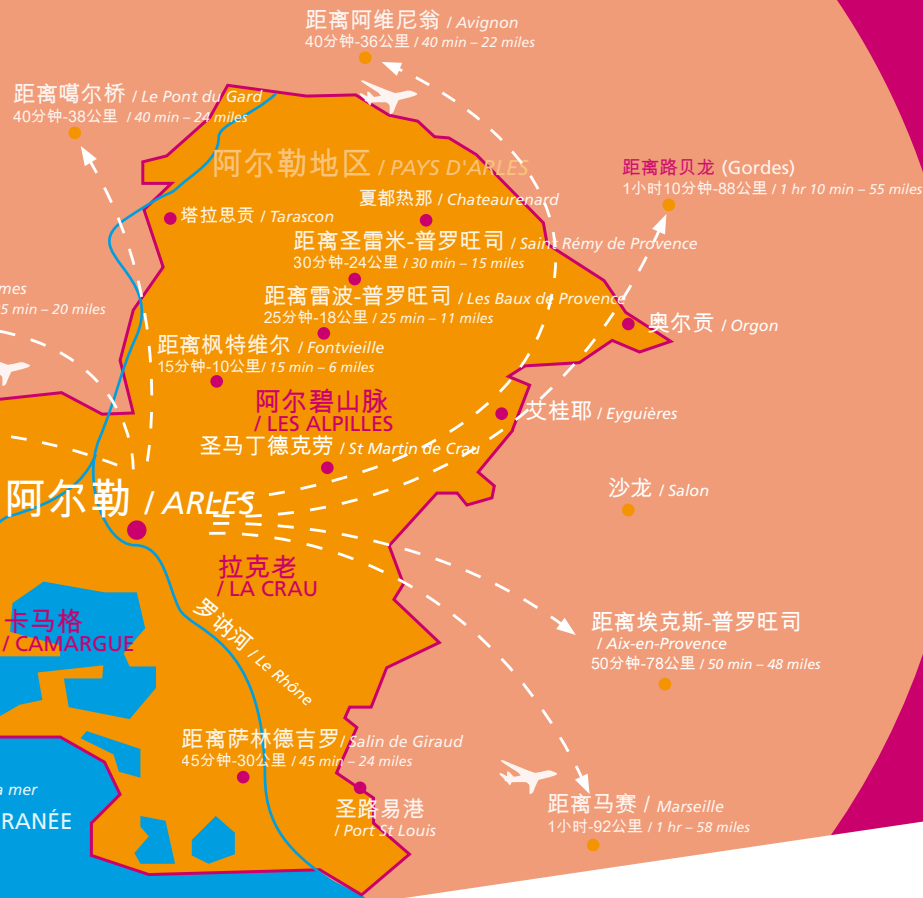 距离阿维尼翁 / Avignon
40分钟-36公里 / 40 min – 22 miles
距离噶尔桥 / Le Pont du Gard
40分钟-38公里 / 40 min – 24 miles
阿尔勒地区 / PAYS D'ARLES
距离路贝龙 (Gordes)
1小时10分钟-88公里 / 1 hr 10 min – 55 miles
夏都热那 / Chateaurenard
塔拉思贡 / Tarascon
距离圣雷米-普罗旺司 / Saint Rémy de Provence
30分钟-24公里 / 30 min – 15 miles
mes
5 min – 20 miles
距离雷波-普罗旺司 / Les Baux de Provence
25分钟-18公里 / 25 min – 11 miles
奥尔贡 / Orgon
距离枫特维尔 / Fontvieille
15分钟-10公里/ 15 min – 6 miles
阿尔碧山脉
/ LES ALPILLES
艾桂耶 / Eyguières
圣马丁德克劳 / St Martin de Crau
阿尔勒 / ARLES
沙龙 / Salon
拉克老
/ LA CRAU
卡马格
/ CAMARGUE
罗讷河 / Le Rhône
距离埃克斯-普罗旺司
/ Aix-en-Provence
50分钟-78公里 / 50 min – 48 miles
距离萨林德吉罗/ Salin de Giraud
45分钟-30公里 / 45 min – 24 miles
a mer
RANÉE
圣路易港
/ Port St Louis
距离马赛 / Marseille
1小时-92公里 / 1 hr – 58 miles